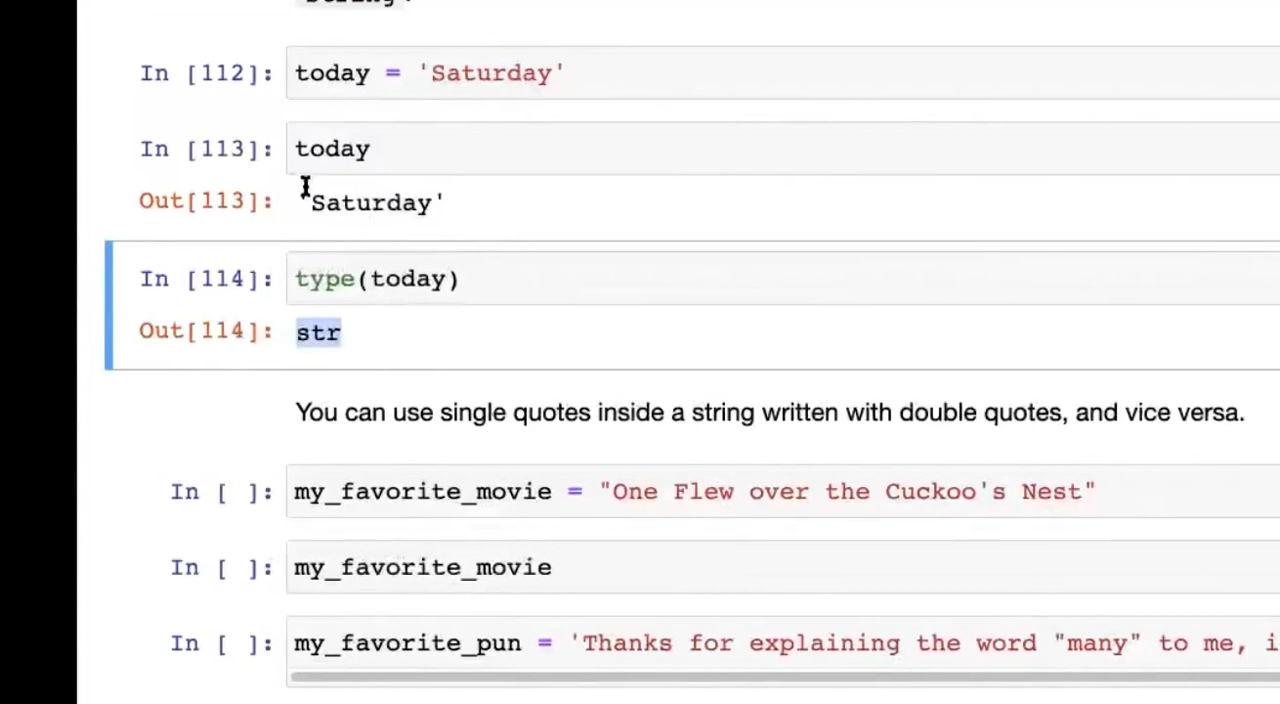 In [112]: today = 'Saturday'
In [113]: today
Out[113]: 'Saturday'
In [114]: type(today)
Out[114]: str
You can use single quotes inside a string written with double quotes, and vice versa.
In [ ]: my_favorite_movie = "One Flew over the Cuckoo's Nest"
In [ ]: my_favorite_movie
In [ ]: my_favorite_pun = 'Thanks for explaining the word "many" to me, i